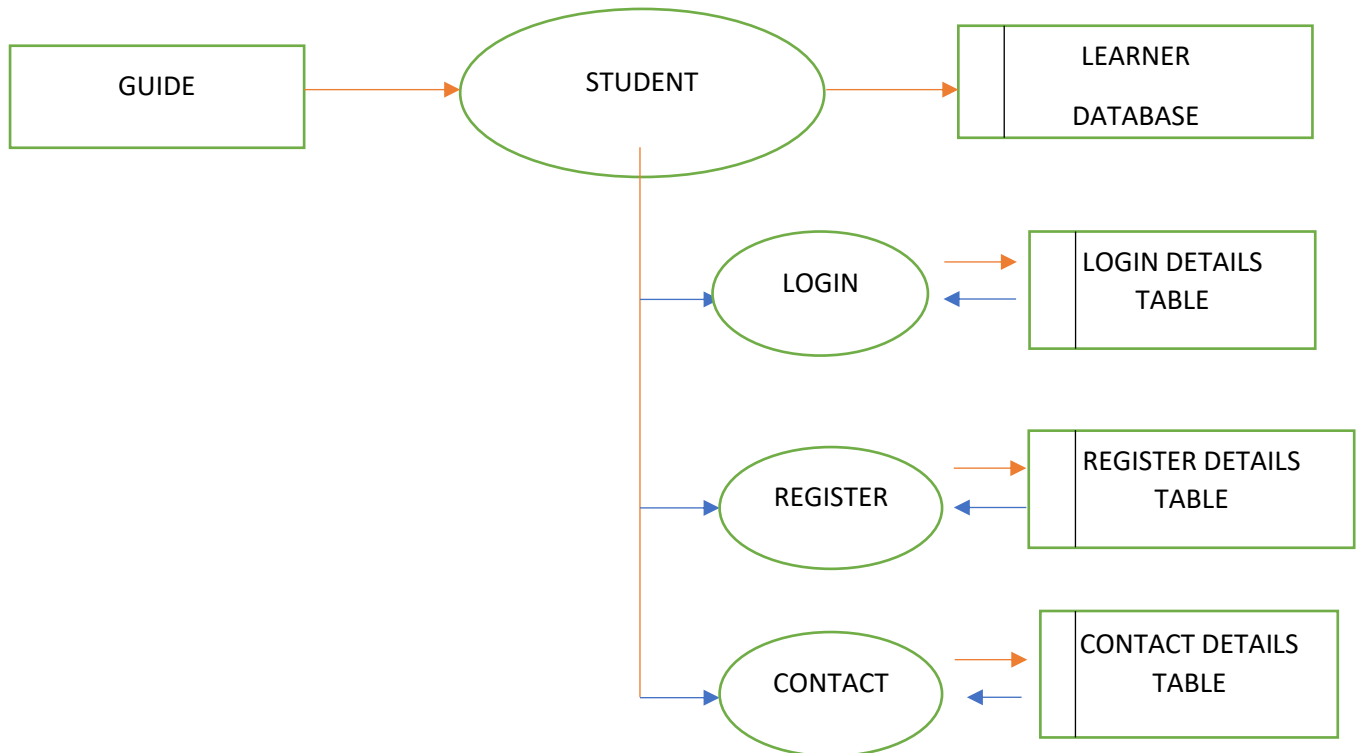 GUIDE
STUDENT
LEARNER
DATABASE
LOGIN
LOGIN DETAILS
TABLE
REGISTER
REGISTER DETAILS
TABLE
CONTACT
CONTACT DETAILS
TABLE